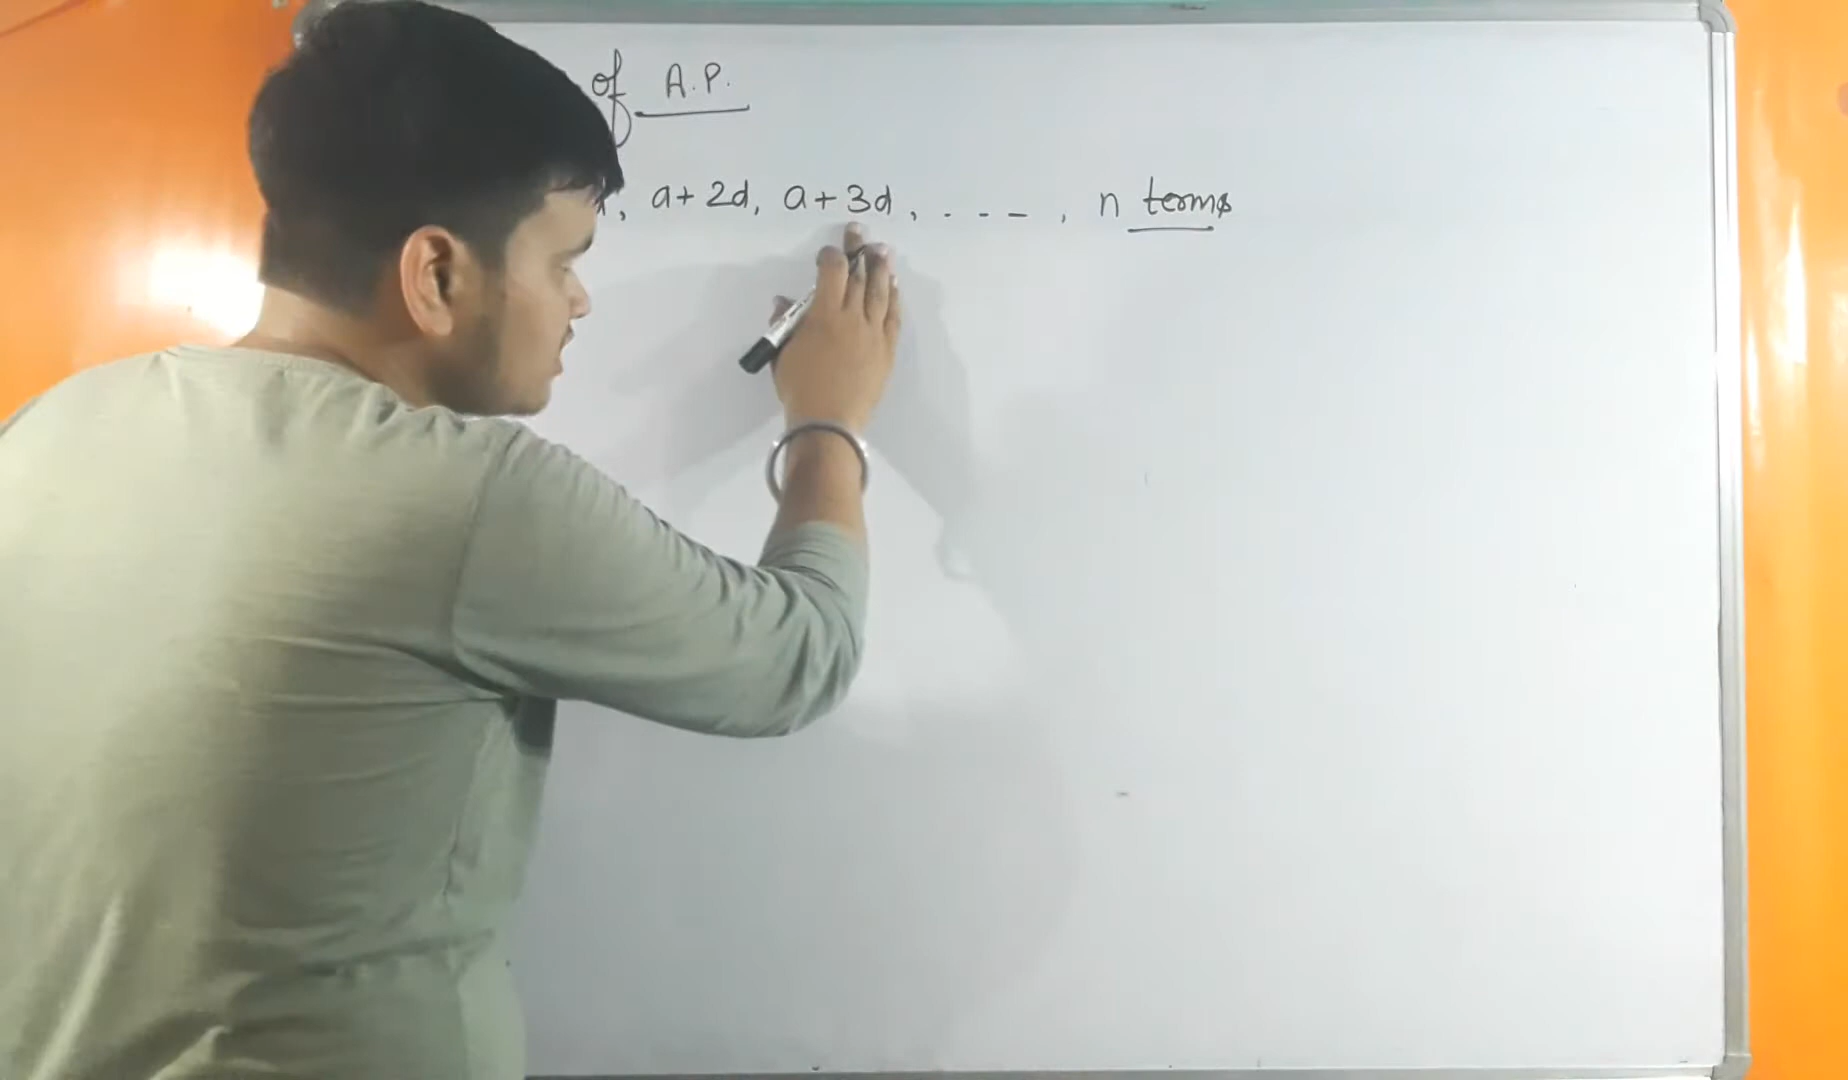 of A.P.
, a+2d, a+3d, - - - -, n terms